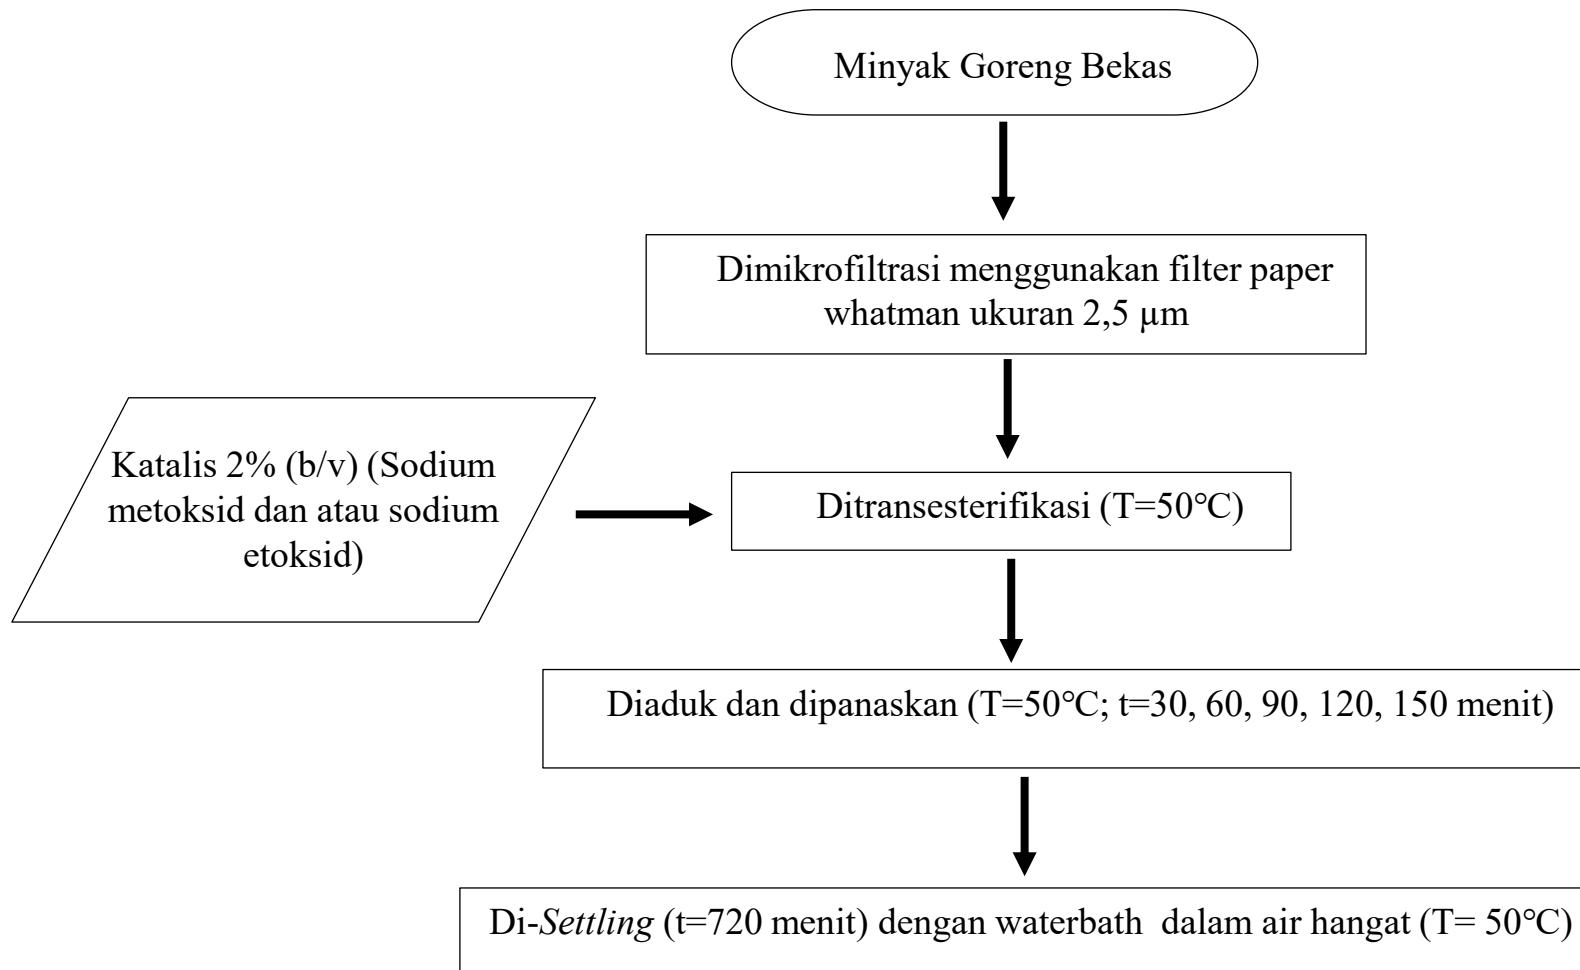 Minyak Goreng Bekas
Dimikrofiltrasi menggunakan filter paper
whatman ukuran 2,5 µm
Katalis 2% (b/v) (Sodium
metoksid dan atau sodium
etoksid)
Ditransesterifikasi (T=50°C)
Diaduk dan dipanaskan (T=50°C; t=30, 60, 90, 120, 150 menit)
Di-Settling (t=720 menit) dengan waterbath dalam air hangat (T= 50°C)